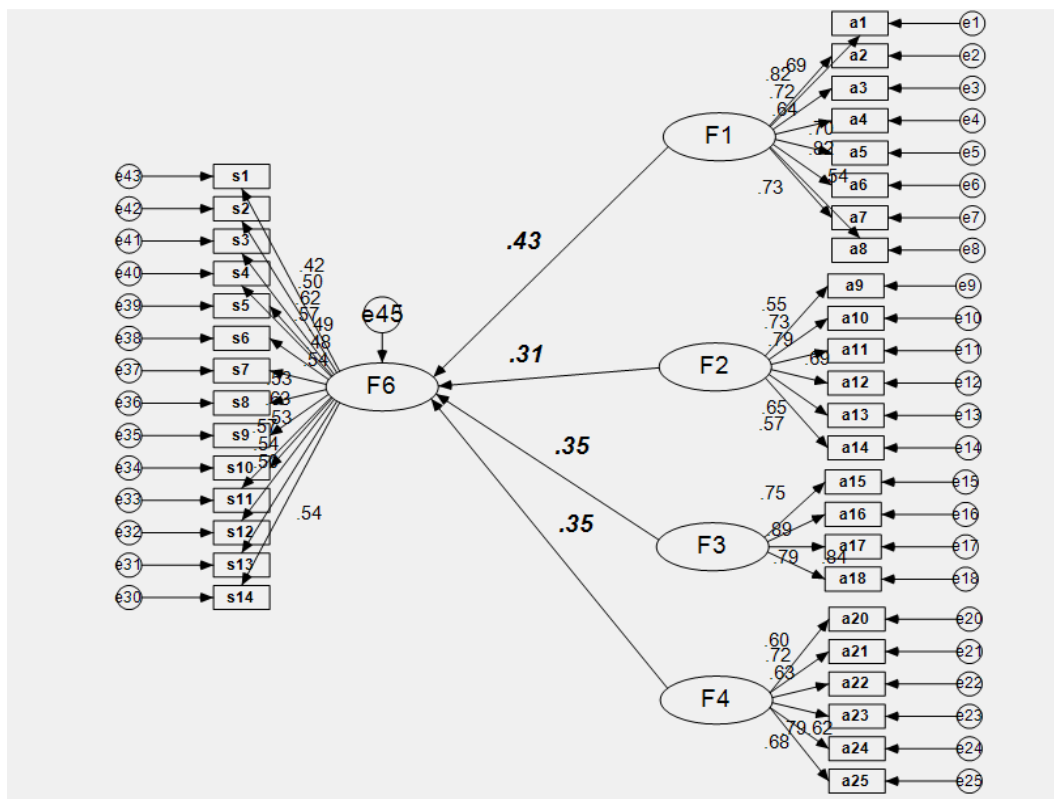 a1
e1
a2
e2
a3
e3
a4
e4
a5
e5
a6
e6
a7
e7
a8
e8
.69
.82
.72
.64
.70
.82
.54
.73
F1
.43
e43
s1
e42
s2
e41
s3
e40
s4
e39
s5
e38
s6
e37
s7
e36
s8
e35
s9
e34
s10
e33
s11
e32
s12
e31
s13
e30
s14
.42
.50
.62
.57
.49
.48
.54
.53
.63
.53
.57
.54
.54
e45
F6
.31
F2
.55
.73
.79
.69
.65
.57
a9
e9
a10
e10
a11
e11
a12
e12
a13
e13
a14
e14
.35
F3
.75
.89
.84
.79
a15
e15
a16
e16
a17
e17
a18
e18
.35
F4
.60
.72
.63
.79
.62
.68
a20
e20
a21
e21
a22
e22
a23
e23
a24
e24
a25
e25